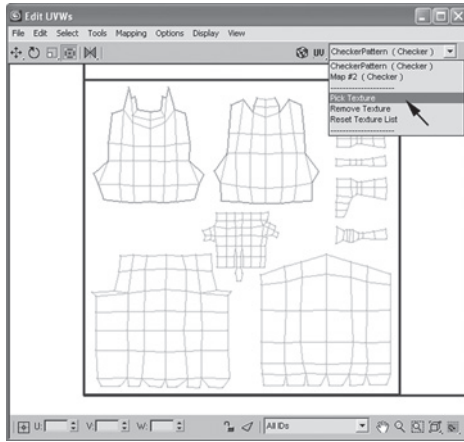 Edit UVWs
File Edit Select Tools Mapping Options Display View
UV CheckerPattern ( Checker )
CheckerPattern ( Checker )
Map #2 ( Checker )
---------------------
Pick Texture
Remove Texture
Reset Texture List
---------------------
U: V: W: All IDs